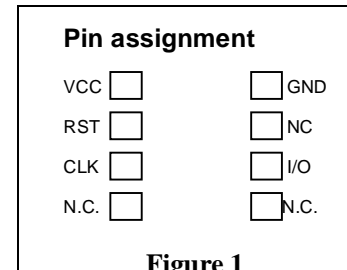 Pin assignment
VCC GND
RST NC
CLK I/O
N.C. N.C.
Figure 1